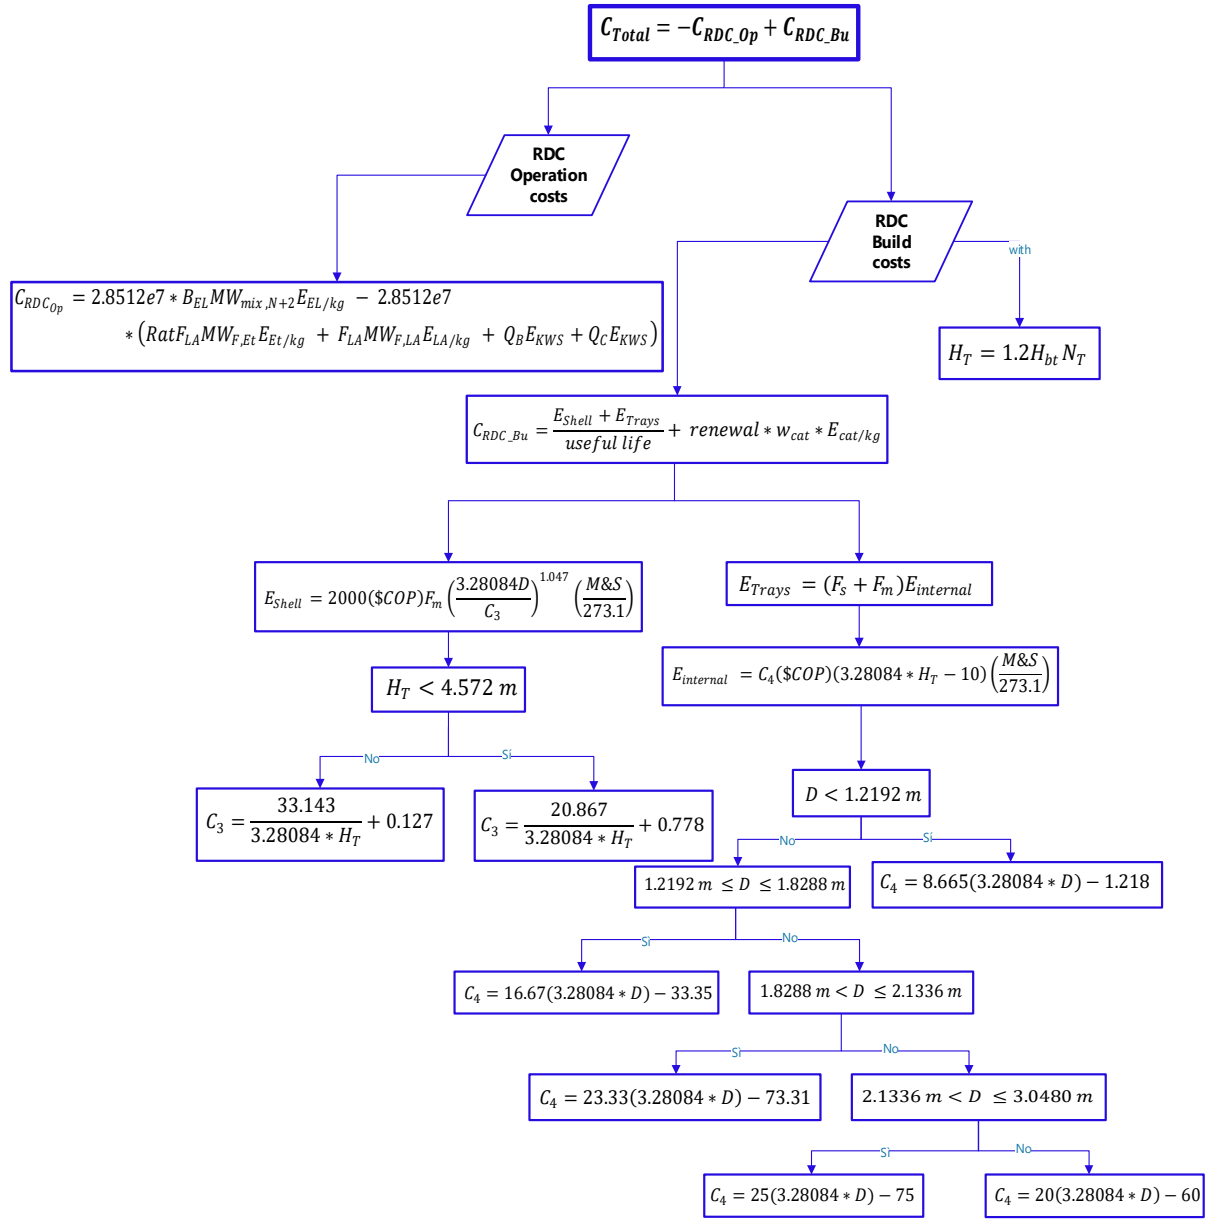 C_Total = −C_RDC_Op + C_RDC_Bu
RDC
Operation
costs
RDC
Build
costs
with
C_RDC_Op = 2.8512e7 * B_EL MW_mix,N+2 E_EL/kg − 2.8512e7
* (RatF_LA MW_F,Et E_Et/kg + F_LA MW_F,LA E_LA/kg + Q_B E_KWS + Q_C E_KWS)
H_T = 1.2H_bt N_T
C_RDC_Bu = (E_Shell + E_Trays)/(useful life) + renewal * w_cat * E_cat/kg
E_Shell = 2000($COP)F_m (3.28084D/C_3)^1.047 (M&S/273.1)
E_Trays = (F_s + F_m)E_internal
H_T < 4.572 m
E_internal = C_4($COP)(3.28084 * H_T − 10)(M&S/273.1)
No
Sí
C_3 = 33.143/(3.28084 * H_T) + 0.127
C_3 = 20.867/(3.28084 * H_T) + 0.778
D < 1.2192 m
No
Sí
1.2192 m ≤ D ≤ 1.8288 m
C_4 = 8.665(3.28084 * D) − 1.218
Sì
No
C_4 = 16.67(3.28084 * D) − 33.35
1.8288 m < D ≤ 2.1336 m
Sì
No
C_4 = 23.33(3.28084 * D) − 73.31
2.1336 m < D ≤ 3.0480 m
Sì
No
C_4 = 25(3.28084 * D) − 75
C_4 = 20(3.28084 * D) − 60